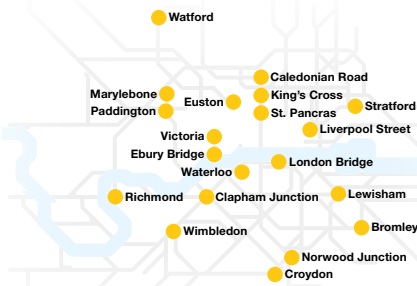 Watford
Caledonian Road
Marylebone
King's Cross
Euston
Stratford
Paddington
St. Pancras
Liverpool Street
Victoria
Ebury Bridge
London Bridge
Waterloo
Richmond
Clapham Junction
Lewisham
Wimbledon
Bromley
Norwood Junction
Croydon